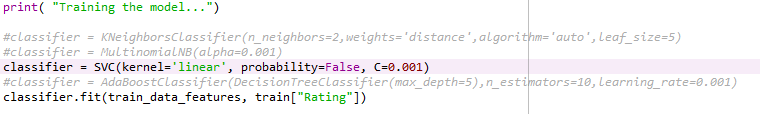 print( "Training the model...")
#classifier = KNeighborsClassifier(n_neighbors=2,weights='distance',algorithm='auto',leaf_size=5)
#classifier = MultinomialNB(alpha=0.001)
classifier = SVC(kernel='linear', probability=False, C=0.001)
#classifier = AdaBoostClassifier(DecisionTreeClassifier(max_depth=5),n_estimators=10,learning_rate=0.001)
classifier.fit(train_data_features, train["Rating"])